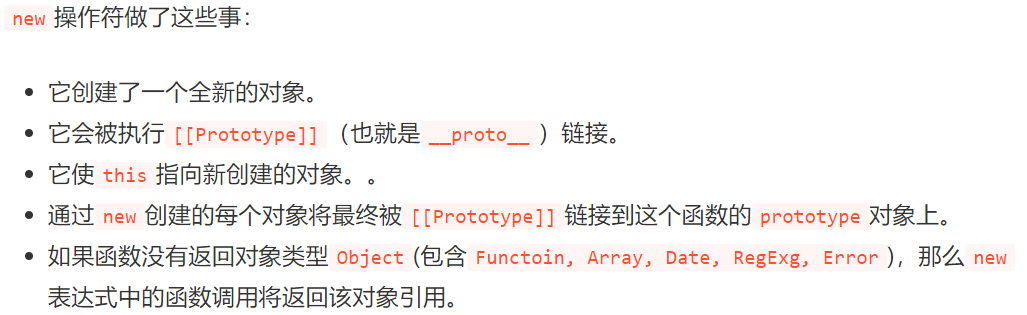 new 操作符做了这些事：
它创建了一个全新的对象。
它会被执行 [[Prototype]] （也就是 __proto__ ）链接。
它使 this 指向新创建的对象。。
通过 new 创建的每个对象将最终被 [[Prototype]] 链接到这个函数的 prototype 对象上。
如果函数没有返回对象类型 Object (包含 Functoin, Array, Date, RegExg, Error )，那么 new
表达式中的函数调用将返回该对象引用。